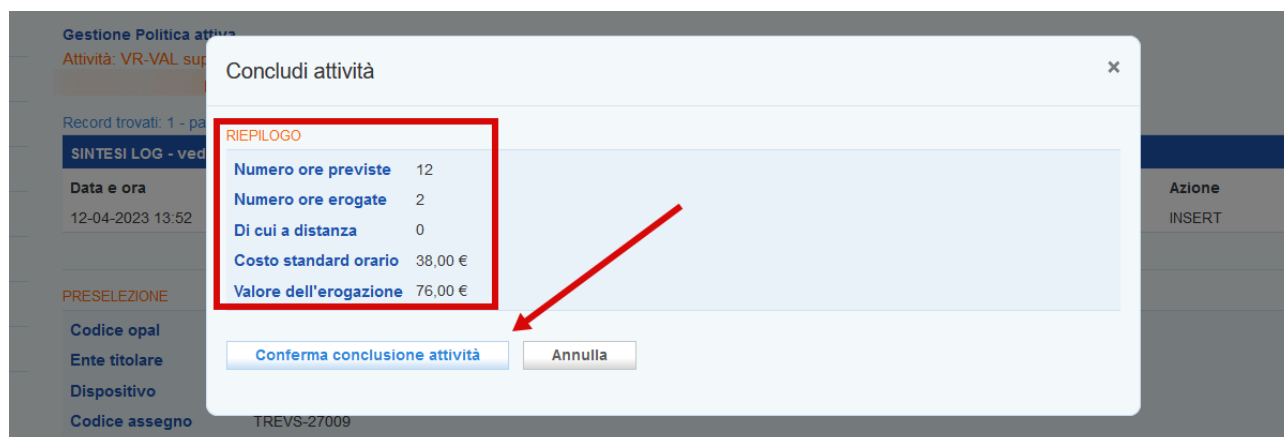 Gestione Politica attiva
Attività: VR-VAL sup
Concludi attività ×
Record trovati: 1 - pa
RIEPILOGO
SINTESI LOG - ved
Numero ore previste 12
Data e ora
Azione
Numero ore erogate 2
12-04-2023 13:52
INSERT
Di cui a distanza 0
Costo standard orario 38,00 €
Valore dell'erogazione 76,00 €
PRESELEZIONE
Codice opal
Conferma conclusione attività Annulla
Ente titolare
Dispositivo
Codice assegno TREVS-27009